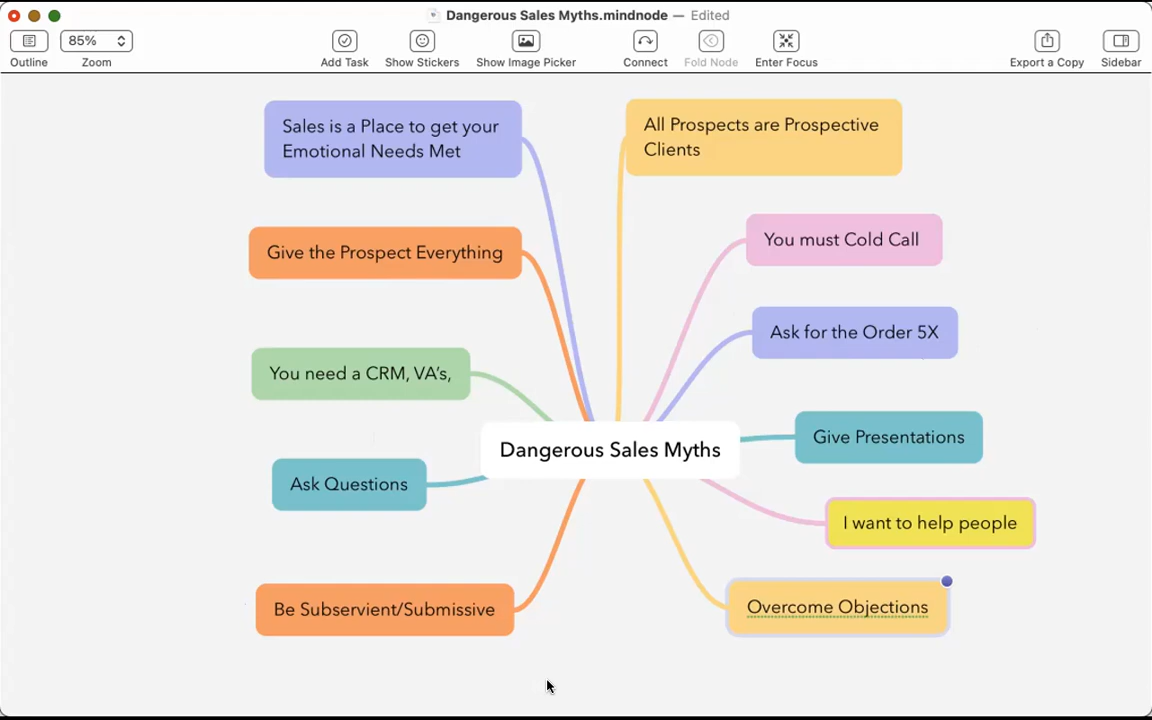 Dangerous Sales Myths.mindnode — Edited
85%
Outline
Zoom
Add Task
Show Stickers
Show Image Picker
Connect
Fold Node
Enter Focus
Export a Copy
Sidebar
Sales is a Place to get your
Emotional Needs Met
All Prospects are Prospective
Clients
Give the Prospect Everything
You must Cold Call
Ask for the Order 5X
You need a CRM, VA's,
Give Presentations
Dangerous Sales Myths
Ask Questions
I want to help people
Be Subservient/Submissive
Overcome Objections